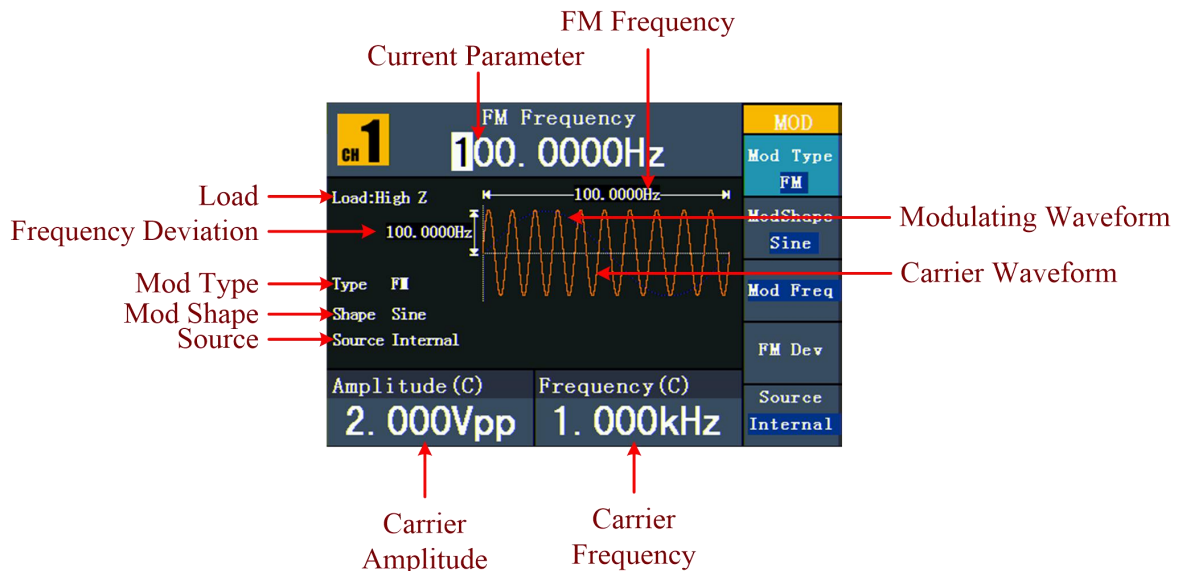 FM Frequency
Current Parameter
CH 1
FM Frequency
100.0000Hz
MOD
Mod Type
FM
Load
Load:High Z
100.0000Hz
ModShape
Sine
Modulating Waveform
Frequency Deviation
100.0000Hz
Carrier Waveform
Mod Type
Type FM
Mod Freq
Mod Shape
Shape Sine
Source
Source Internal
FM Dev
Amplitude(C)
Frequency(C)
2.000Vpp
1.000kHz
Source
Internal
Carrier
Amplitude
Carrier
Frequency